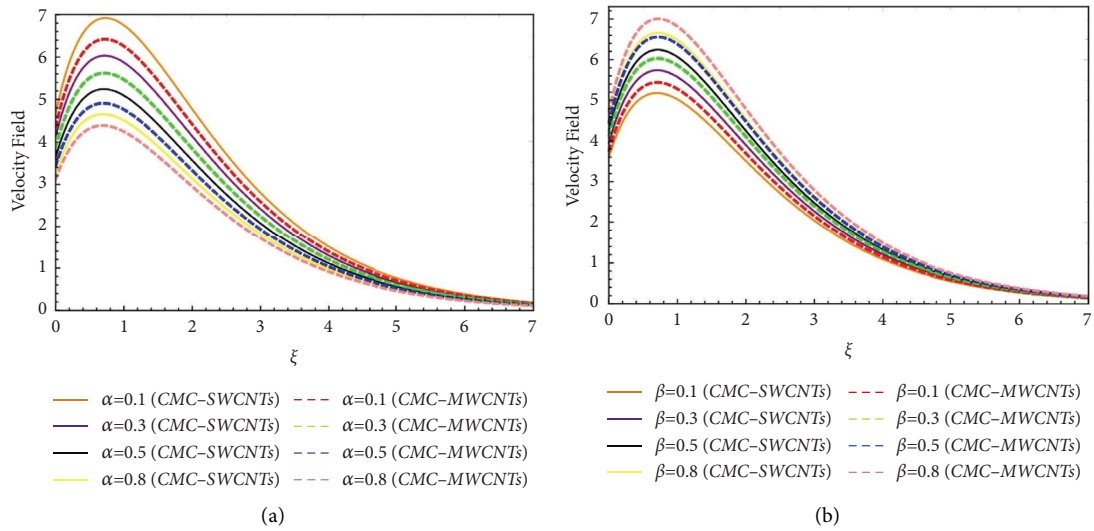 7
6
5
4
3
2
1
0
Velocity Field
0 1 2 3 4 5 6 7
ξ
α=0.1 (CMC–SWCNTs) α=0.1 (CMC–MWCNTs)
α=0.3 (CMC–SWCNTs) α=0.3 (CMC–MWCNTs)
α=0.5 (CMC–SWCNTs) α=0.5 (CMC–MWCNTs)
α=0.8 (CMC–SWCNTs) α=0.8 (CMC–MWCNTs)
(a)
7
6
5
4
3
2
1
0
Velocity Field
0 1 2 3 4 5 6 7
ξ
β=0.1 (CMC–SWCNTs) β=0.1 (CMC–MWCNTs)
β=0.3 (CMC–SWCNTs) β=0.3 (CMC–MWCNTs)
β=0.5 (CMC–SWCNTs) β=0.5 (CMC–MWCNTs)
β=0.8 (CMC–SWCNTs) β=0.8 (CMC–MWCNTs)
(b)